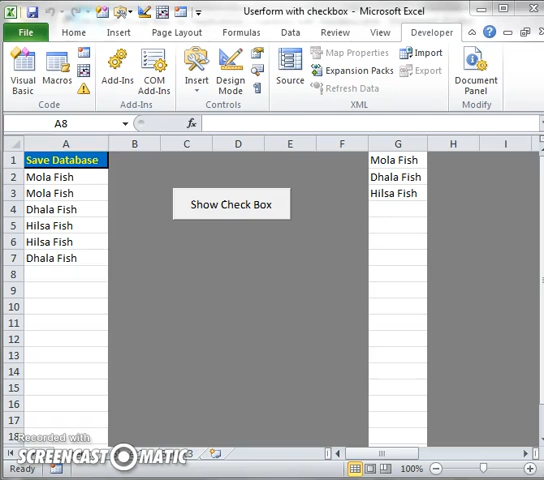 Userform with checkbox - Microsoft Excel
File Home Insert Page Layout Formulas Data Review View Developer
Visual Basic
Macros
Code
Add-Ins
COM Add-Ins
Add-Ins
Insert
Design Mode
Controls
Source
Map Properties
Expansion Packs
Refresh Data
Import
Export
XML
Document Panel
Modify
A8 fx
A B C D E F G H I
1 Save Database Mola Fish
2 Mola Fish Dhala Fish
3 Mola Fish Hilsa Fish
Show Check Box
4 Dhala Fish
5 Hilsa Fish
6 Hilsa Fish
7 Dhala Fish
8
9
10
11
12
13
14
15
16
17
18
Recorded with
SCREENCAST-O-MATIC
3
Ready 100%